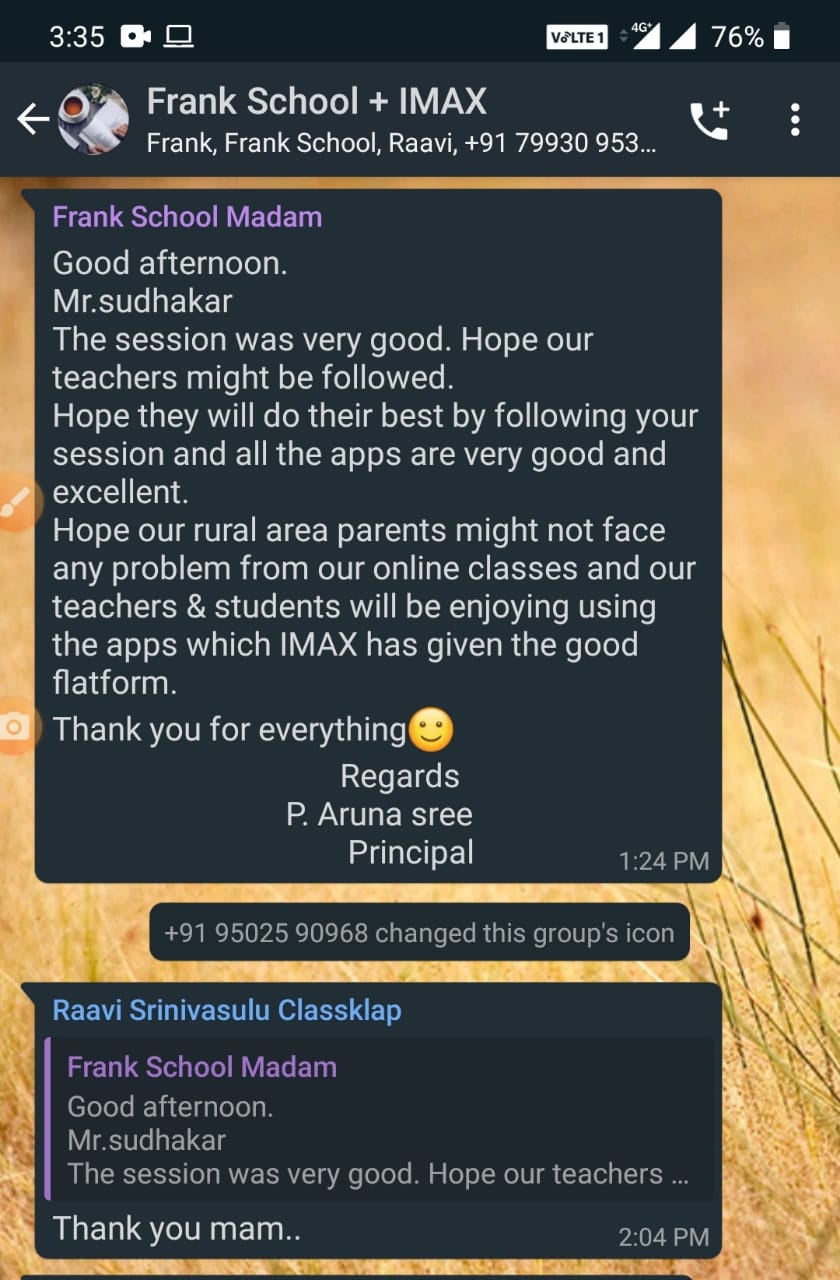 3:35
VoLTE 1 4G+ 76%
Frank School + IMAX
Frank, Frank School, Raavi, +91 79930 953...
Frank School Madam
Good afternoon.
Mr.sudhakar
The session was very good. Hope our
teachers might be followed.
Hope they will do their best by following your
session and all the apps are very good and
excellent.
Hope our rural area parents might not face
any problem from our online classes and our
teachers & students will be enjoying using
the apps which IMAX has given the good
flatform.
Thank you for everything🙂
Regards
P. Aruna sree
Principal
1:24 PM
+91 95025 90968 changed this group's icon
Raavi Srinivasulu Classklap
Frank School Madam
Good afternoon.
Mr.sudhakar
The session was very good. Hope our teachers ...
Thank you mam..
2:04 PM